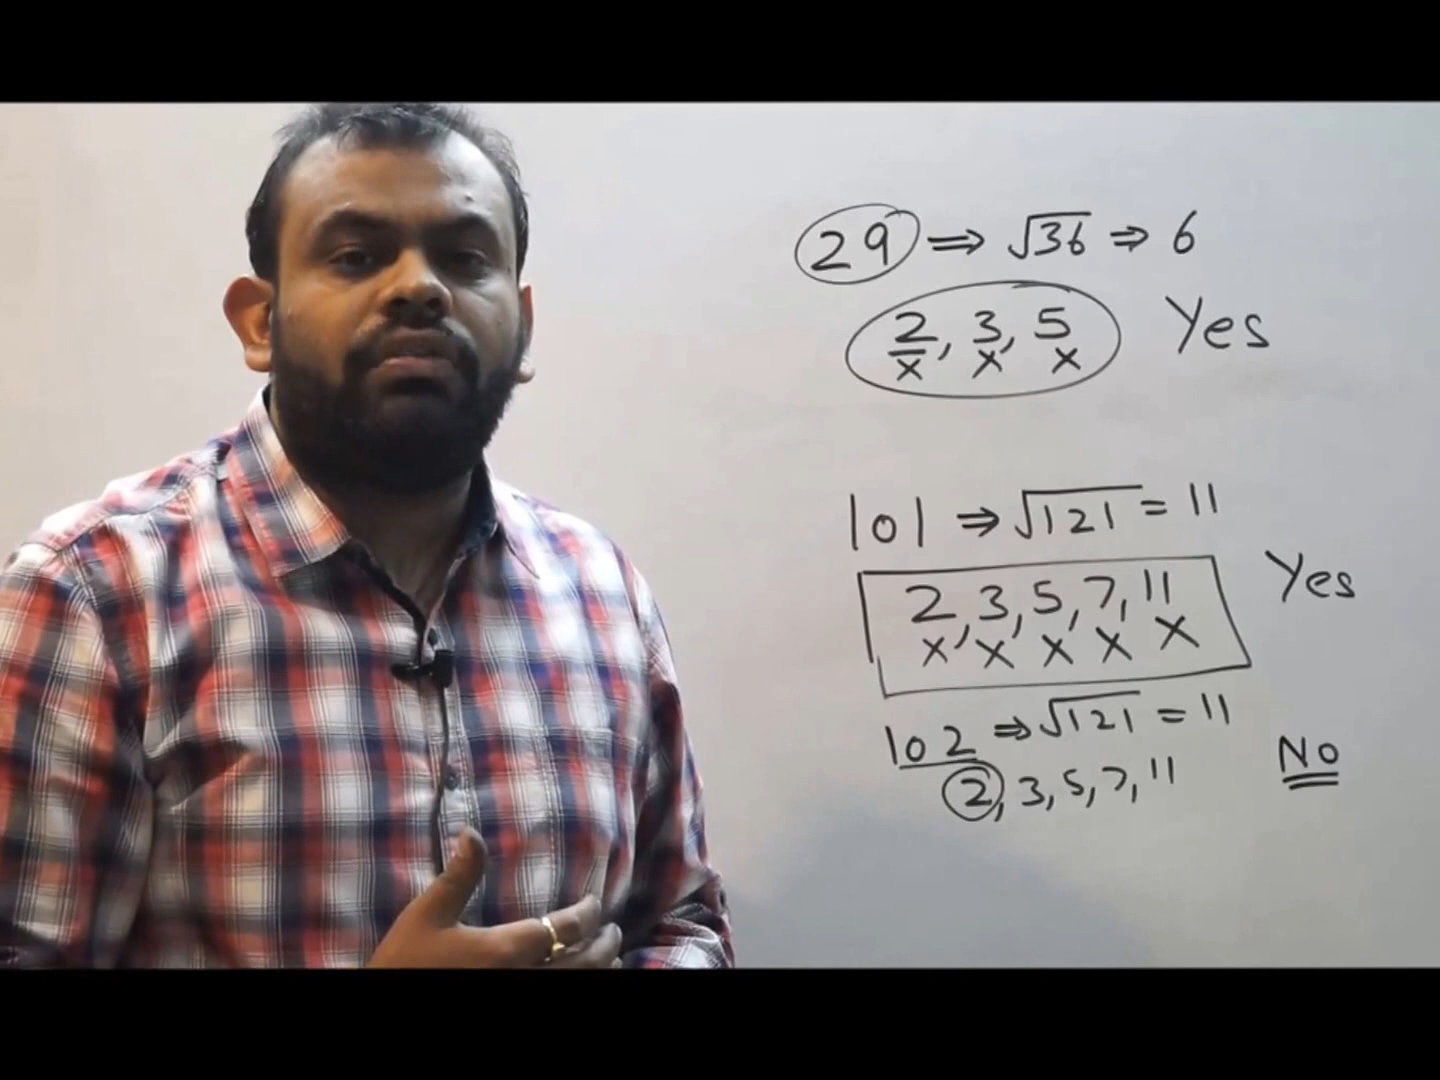 29 ⇒ √36 ⇒ 6
2, 3, 5 Yes
x x x
101 ⇒ √121 = 11
2, 3, 5, 7, 11 Yes
x x x x x
102 ⇒ √121 = 11
2, 3, 5, 7, 11 No